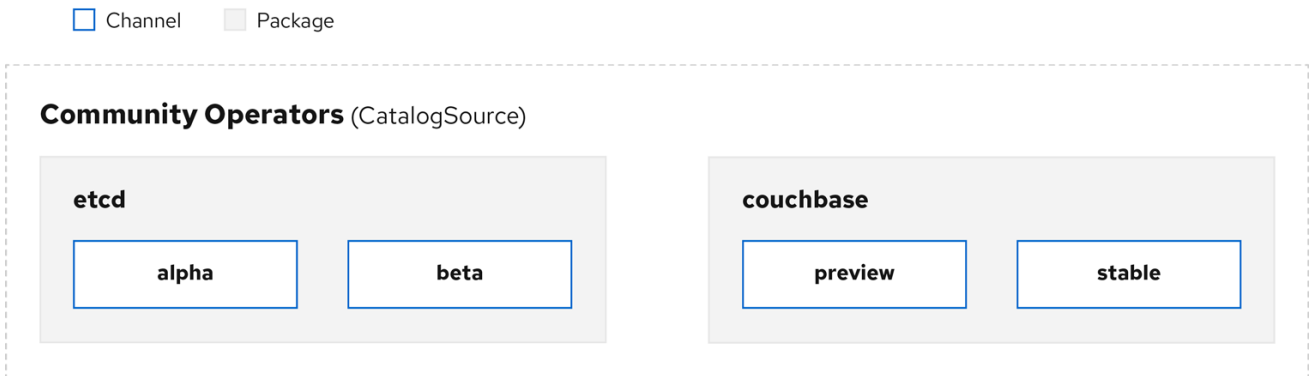 Channel Package
Community Operators (CatalogSource)
etcd
alpha beta
couchbase
preview stable